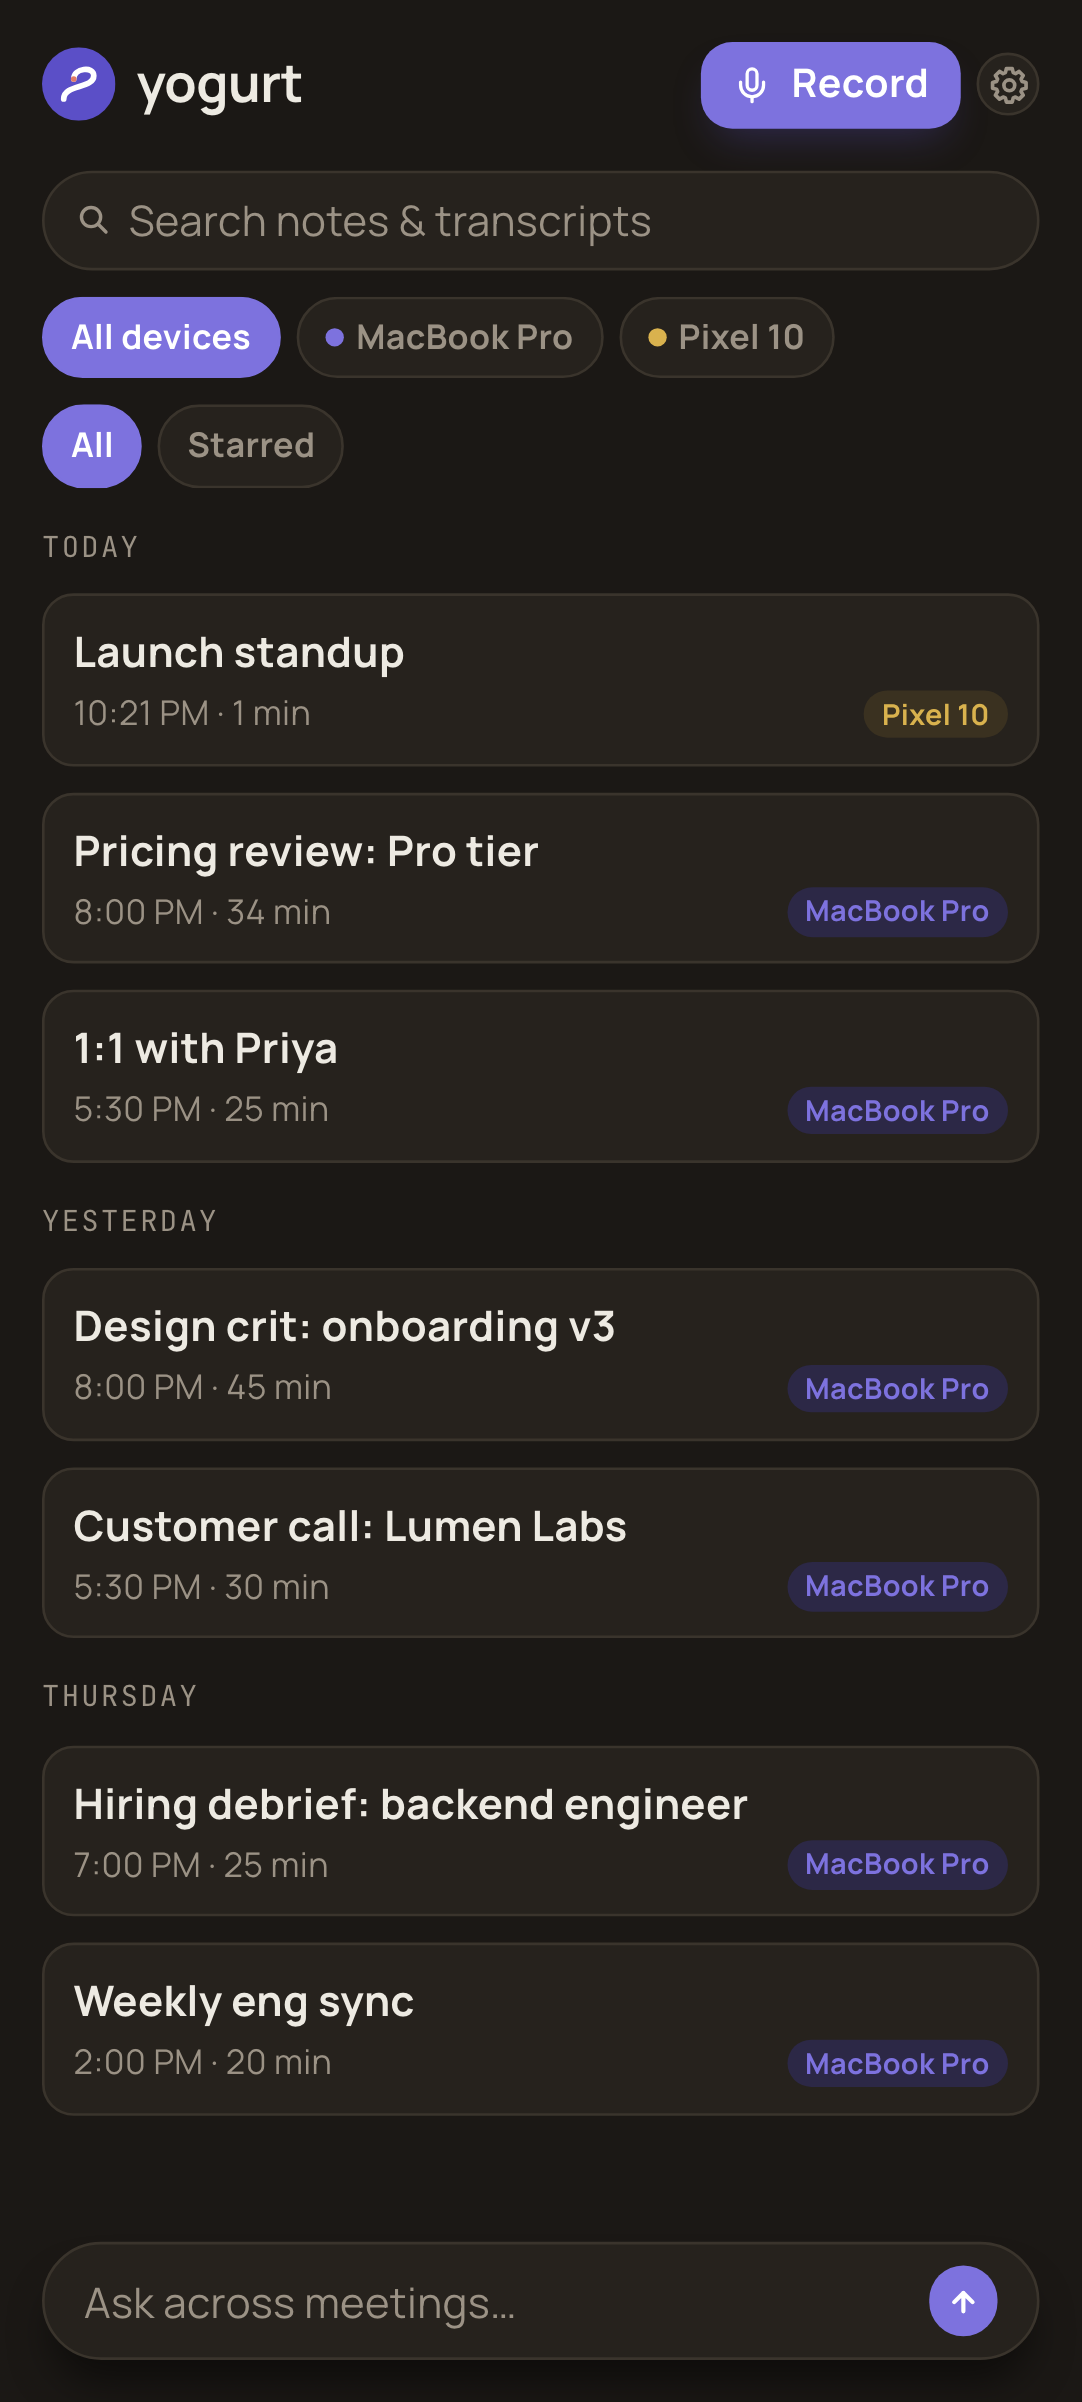 yogurt
Record
Search notes & transcripts
All devices
MacBook Pro
Pixel 10
All
Starred
TODAY
Launch standup
10:21 PM · 1 min
Pixel 10
Pricing review: Pro tier
8:00 PM · 34 min
MacBook Pro
1:1 with Priya
5:30 PM · 25 min
MacBook Pro
YESTERDAY
Design crit: onboarding v3
8:00 PM · 45 min
MacBook Pro
Customer call: Lumen Labs
5:30 PM · 30 min
MacBook Pro
THURSDAY
Hiring debrief: backend engineer
7:00 PM · 25 min
MacBook Pro
Weekly eng sync
2:00 PM · 20 min
MacBook Pro
Ask across meetings…